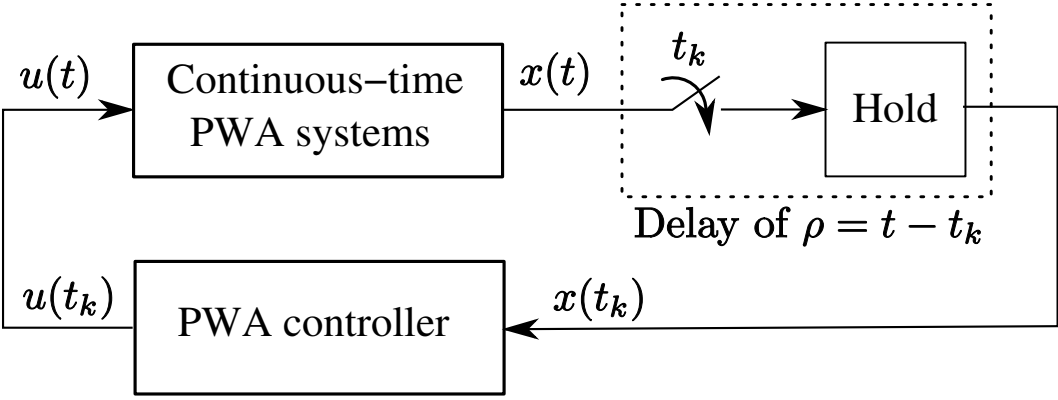 u(t)
Continuous−time
PWA systems
x(t)
t_k
Hold
Delay of ρ = t − t_k
u(t_k)
PWA controller
x(t_k)